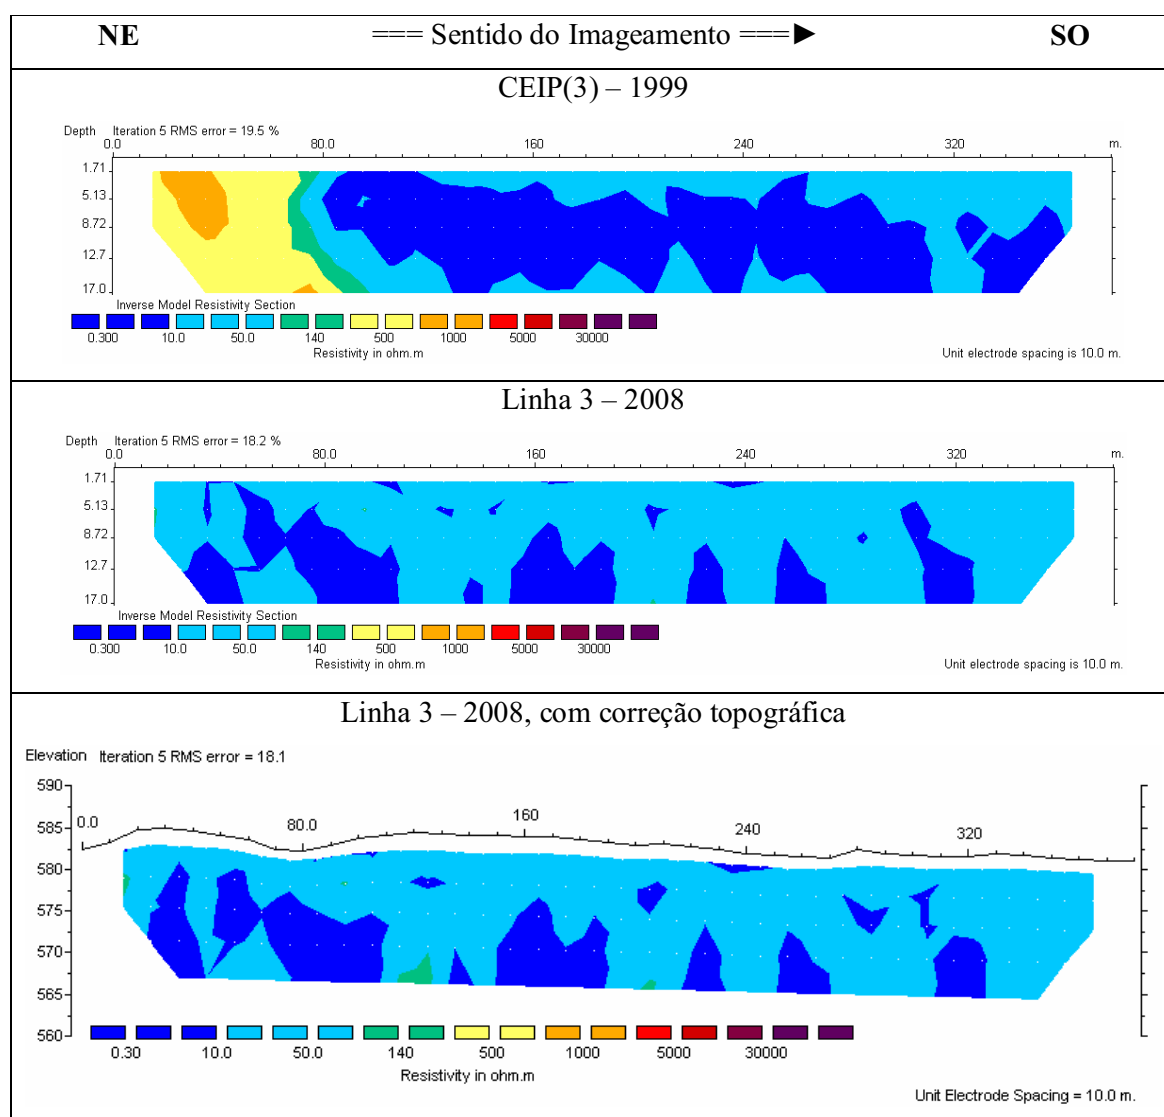 NE === Sentido do Imageamento ===► SO
CEIP(3) – 1999
Depth Iteration 5 RMS error = 19.5 %
0.0 80.0 160 240 320 m.
1.71
5.13
8.72
12.7
17.0
Inverse Model Resistivity Section
0.300 10.0 50.0 140 500 1000 5000 30000
Resistivity in ohm.m
Unit electrode spacing is 10.0 m.
Linha 3 – 2008
Depth Iteration 5 RMS error = 18.2 %
0.0 80.0 160 240 320 m.
1.71
5.13
8.72
12.7
17.0
Inverse Model Resistivity Section
0.300 10.0 50.0 140 500 1000 5000 30000
Resistivity in ohm.m
Unit electrode spacing is 10.0 m.
Linha 3 – 2008, com correção topográfica
Elevation Iteration 5 RMS error = 18.1
590
585
580
575
570
565
560
0.0 80.0 160 240 320
0.30 10.0 50.0 140 500 1000 5000 30000
Resistivity in ohm.m
Unit Electrode Spacing = 10.0 m.